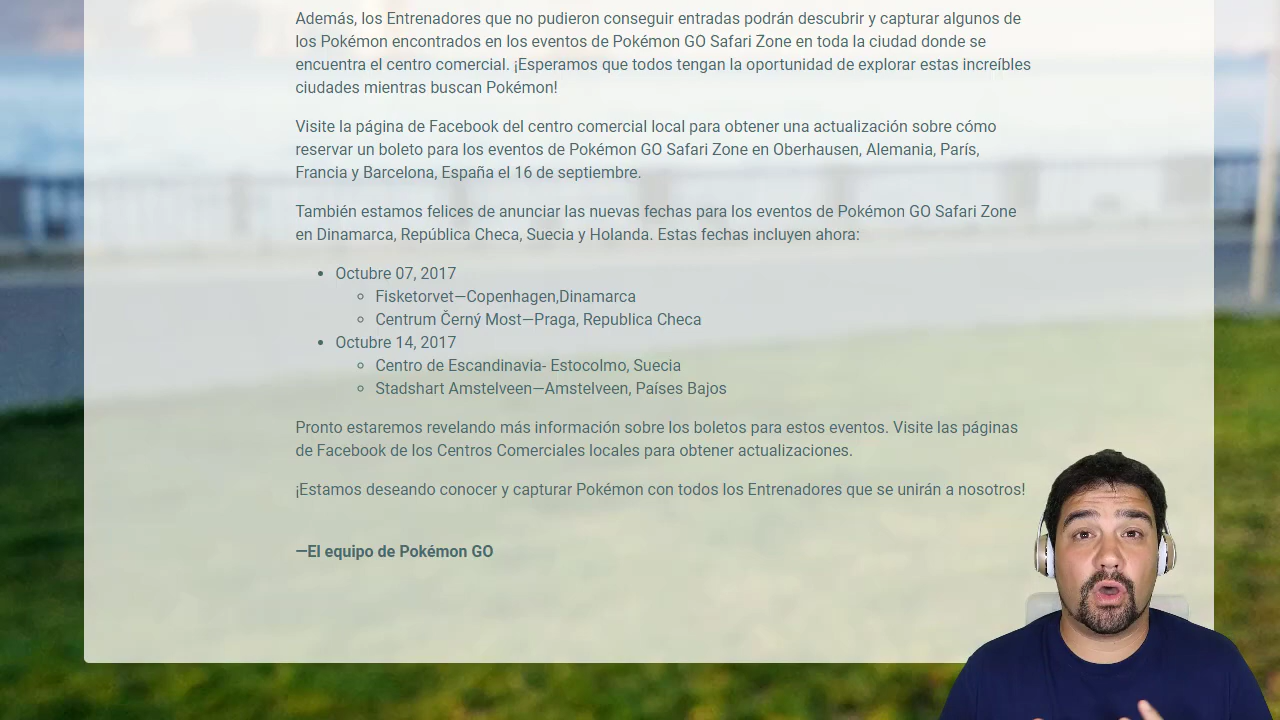 Además, los Entrenadores que no pudieron conseguir entradas podrán descubrir y capturar algunos de
los Pokémon encontrados en los eventos de Pokémon GO Safari Zone en toda la ciudad donde se
encuentra el centro comercial. ¡Esperamos que todos tengan la oportunidad de explorar estas increíbles
ciudades mientras buscan Pokémon!
Visite la página de Facebook del centro comercial local para obtener una actualización sobre cómo
reservar un boleto para los eventos de Pokémon GO Safari Zone en Oberhausen, Alemania, París,
Francia y Barcelona, España el 16 de septiembre.
También estamos felices de anunciar las nuevas fechas para los eventos de Pokémon GO Safari Zone
en Dinamarca, República Checa, Suecia y Holanda. Estas fechas incluyen ahora:
• Octubre 07, 2017
◦ Fisketorvet—Copenhagen,Dinamarca
◦ Centrum Černý Most—Praga, Republica Checa
• Octubre 14, 2017
◦ Centro de Escandinavia- Estocolmo, Suecia
◦ Stadshart Amstelveen—Amstelveen, Países Bajos
Pronto estaremos revelando más información sobre los boletos para estos eventos. Visite las páginas
de Facebook de los Centros Comerciales locales para obtener actualizaciones.
¡Estamos deseando conocer y capturar Pokémon con todos los Entrenadores que se unirán a nosotros!
—El equipo de Pokémon GO